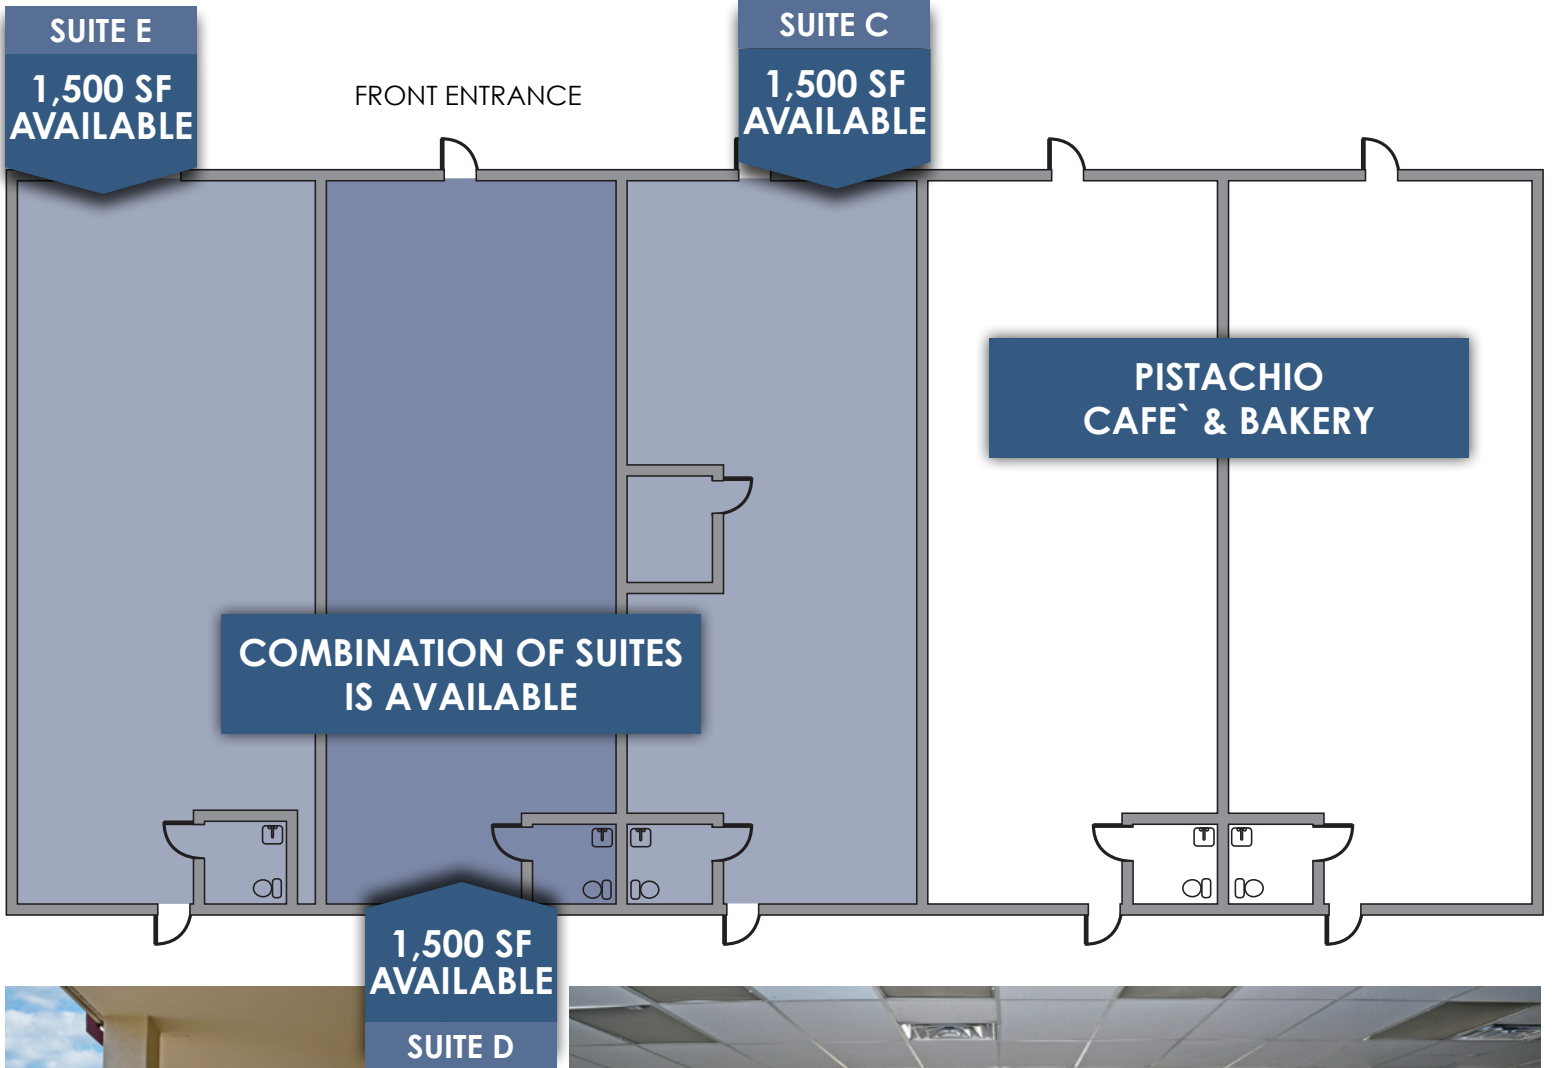 SUITE E
1,500 SF
AVAILABLE
FRONT ENTRANCE
SUITE C
1,500 SF
AVAILABLE
PISTACHIO
CAFE` & BAKERY
COMBINATION OF SUITES
IS AVAILABLE
1,500 SF
AVAILABLE
SUITE D